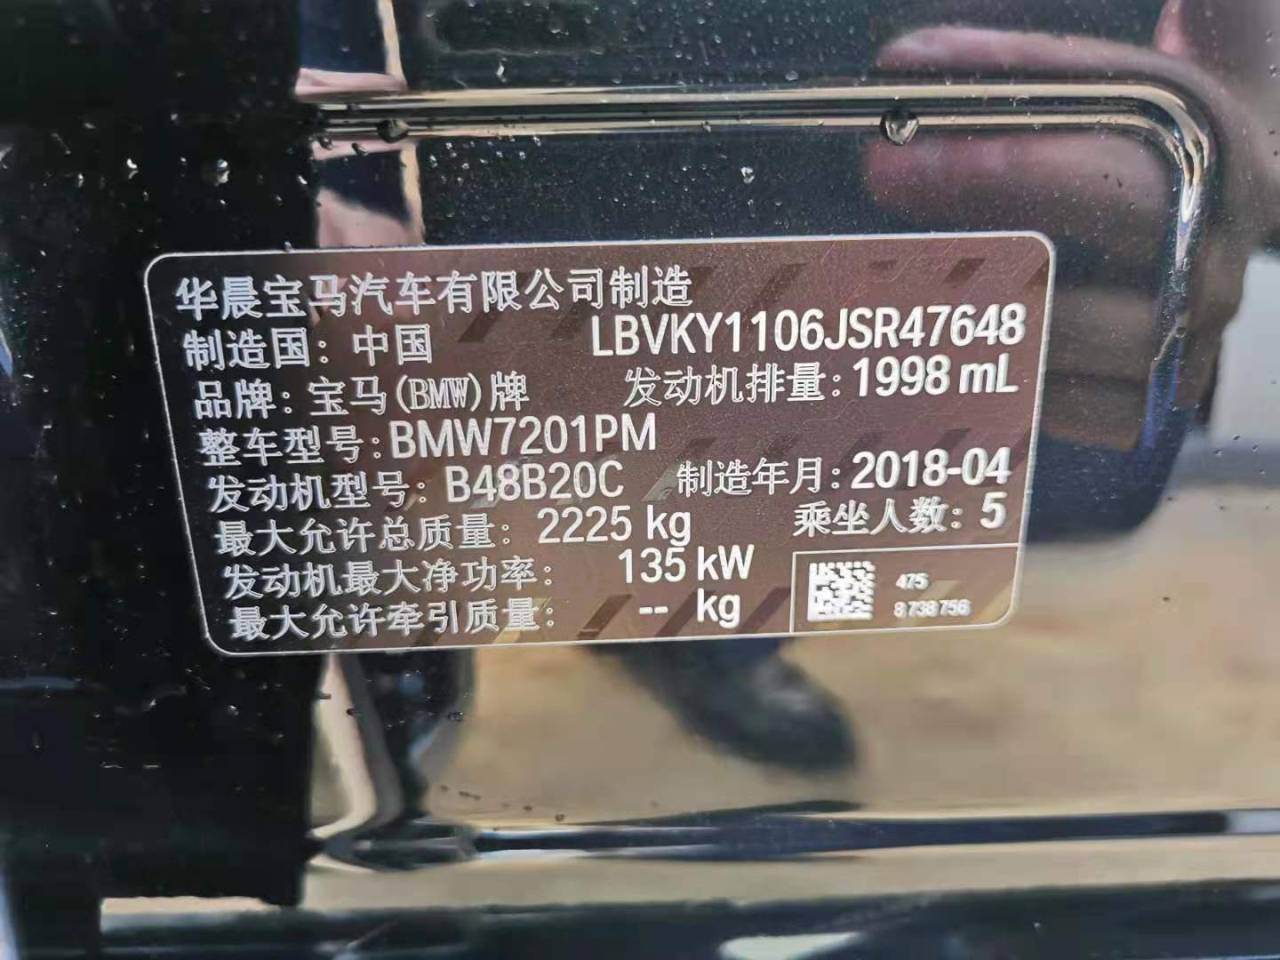 华晨宝马汽车有限公司制造
制造国：中国 LBVKY1106JSR47648
品牌：宝马(BMW)牌 发动机排量：1998 mL
整车型号：BMW7201PM
发动机型号：B48B20C 制造年月：2018-04
最大允许总质量：2225 kg 乘坐人数：5
发动机最大净功率：135 kW
最大允许牵引质量：-- kg
475
8738756